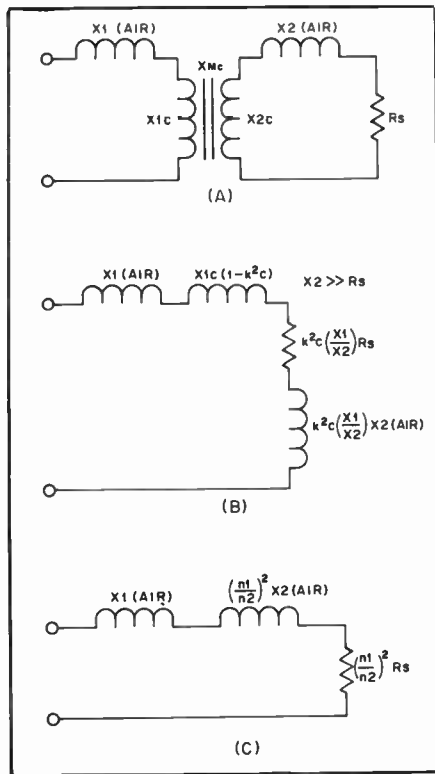 X1 (AIR)
X2 (AIR)
XMC
X1C
X2C
RS
(A)
X1 (AIR)
X1C (1-k²C)
X2 >> RS
k²C(X1/X2)RS
k²C(X1/X2)X2(AIR)
(B)
X1 (AIR)
(n1/n2)² X2(AIR)
(n1/n2)² RS
(C)